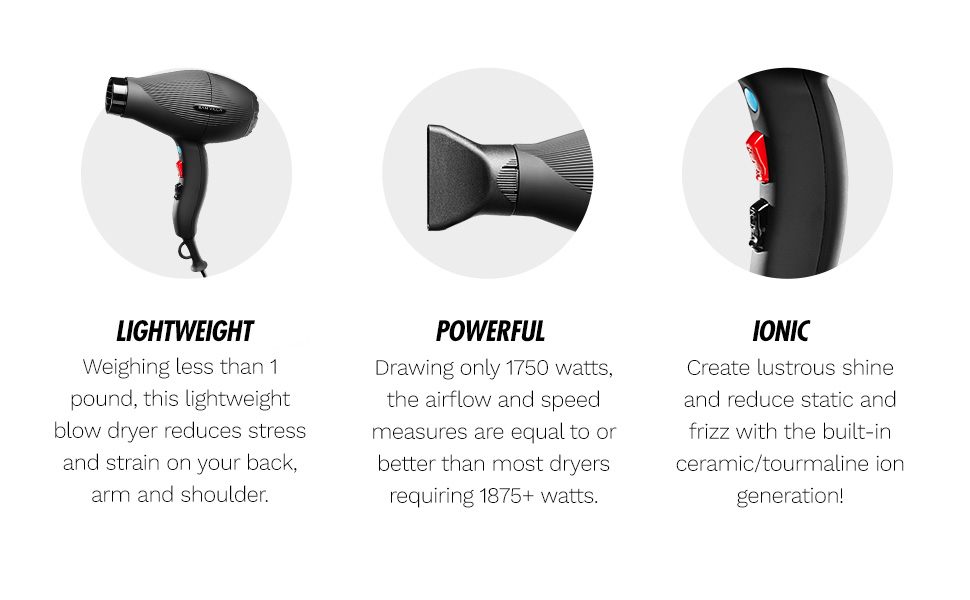 SAM VILLA
LIGHTWEIGHT
Weighing less than 1
pound, this lightweight
blow dryer reduces stress
and strain on your back,
arm and shoulder.
POWERFUL
Drawing only 1750 watts,
the airflow and speed
measures are equal to or
better than most dryers
requiring 1875+ watts.
IONIC
Create lustrous shine
and reduce static and
frizz with the built-in
ceramic/tourmaline ion
generation!